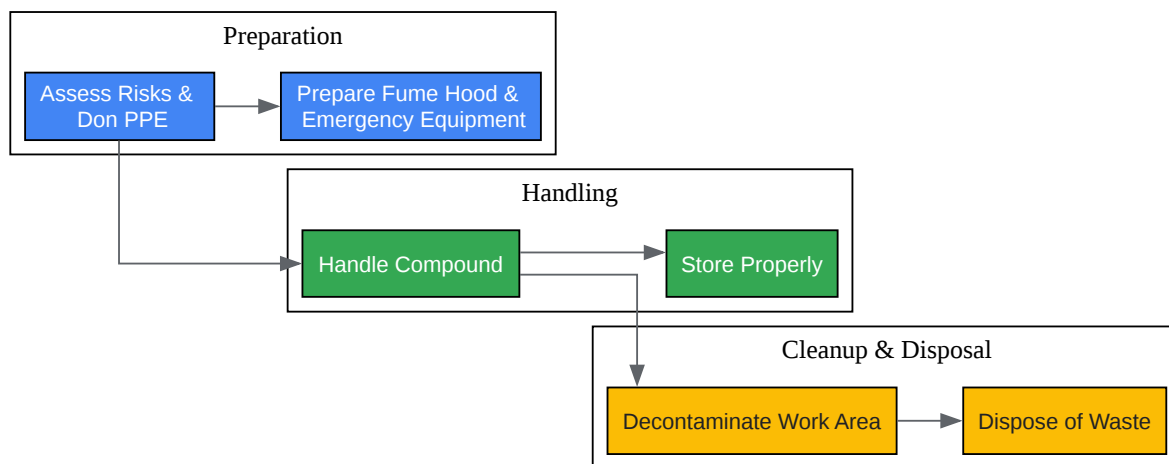 Preparation
Assess Risks &
Don PPE
Prepare Fume Hood &
Emergency Equipment
Handling
Handle Compound
Store Properly
Cleanup & Disposal
Decontaminate Work Area
Dispose of Waste